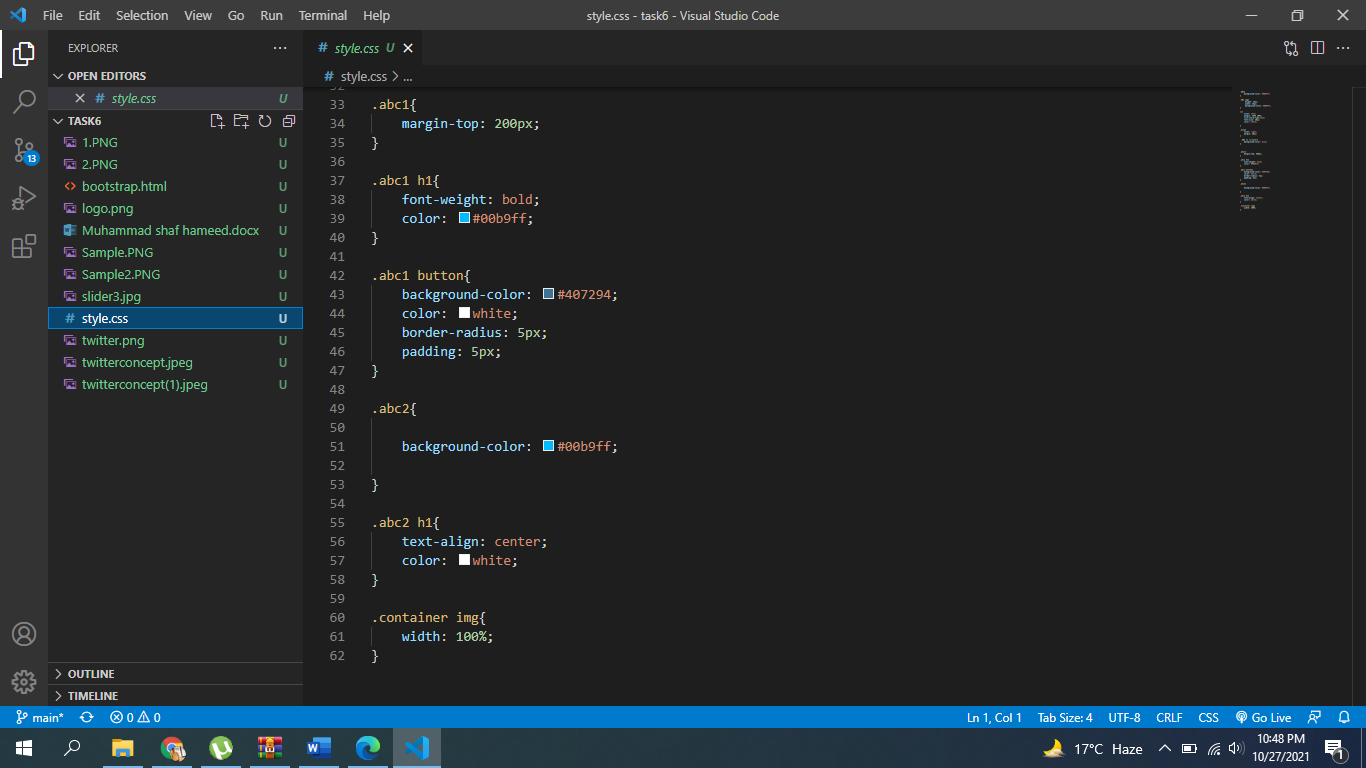 File Edit Selection View Go Run Terminal Help
style.css - task6 - Visual Studio Code
EXPLORER
OPEN EDITORS
# style.css U
TASK6
1.PNG U
2.PNG U
<> bootstrap.html U
logo.png U
Muhammad shaf hameed.docx U
Sample.PNG U
Sample2.PNG U
slider3.jpg U
# style.css U
twitter.png U
twitterconcept.jpeg U
twitterconcept(1).jpeg U
OUTLINE
TIMELINE
13
# style.css U
# style.css > ...
32
33 .abc1{
34 margin-top: 200px;
35 }
36
37 .abc1 h1{
38 font-weight: bold;
39 color: #00b9ff;
40 }
41
42 .abc1 button{
43 background-color: #407294;
44 color: white;
45 border-radius: 5px;
46 padding: 5px;
47 }
48
49 .abc2{
50
51 background-color: #00b9ff;
52
53 }
54
55 .abc2 h1{
56 text-align: center;
57 color: white;
58 }
59
60 .container img{
61 width: 100%;
62 }
main* 0 0
Ln 1, Col 1 Tab Size: 4 UTF-8 CRLF CSS Go Live
17°C Haze
10:48 PM
10/27/2021
1